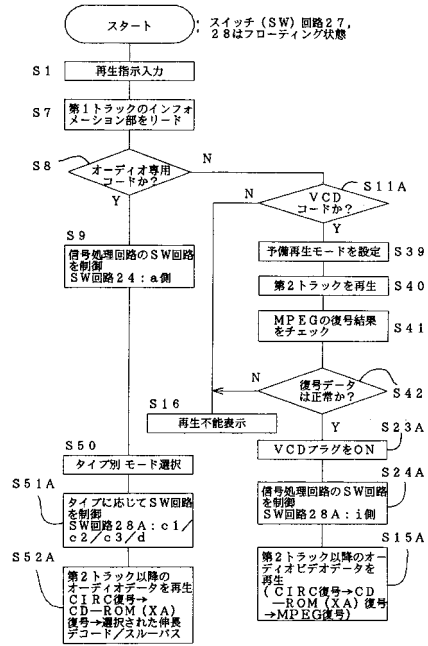 スタート
: スイッチ(SW)回路27,
28はフローティング状態
S1
再生指示入力
S7
第1トラックのインフォ
メーション部をリード
S8
オーディオ専用
コードか?
N
Y
S11A
VCD
コードか?
N
Y
S9
信号処理回路のSW回路
を制御
SW回路24:a側
予備再生モードを設定
S39
第2トラックを再生
S40
MPEGの復号結果
をチェック
S41
復号データ
は正常か?
N
Y
S42
S16
再生不能表示
S23A
VCDプラグをON
S50
タイプ別 モード選択
S24A
信号処理回路のSW回路
を制御
SW回路28A:i側
S51A
タイプに応じてSW回路
を制御
SW回路28A:c1/
c2/c3/d
S15A
第2トラック以降のオー
ディオビデオデータを再
生
(CIRC復号→CD
―ROM(XA)復号
→MPEG復号)
S52A
第2トラック以降の
オーディオデータを再生
CIRC復号→
CD―ROM(XA)
復号→選択された伸長
デコード/スルーバス